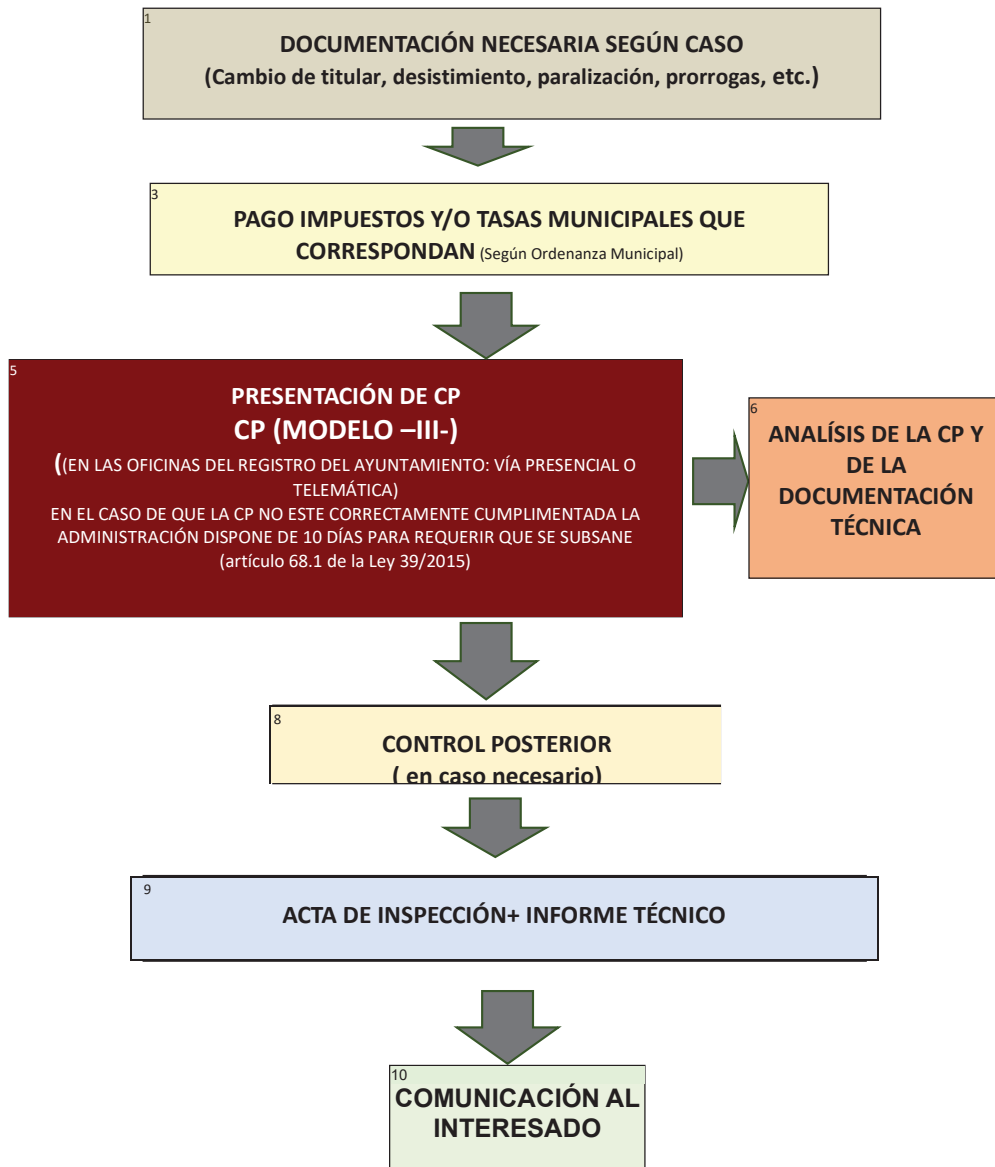 1
DOCUMENTACIÓN NECESARIA SEGÚN CASO
(Cambio de titular, desistimiento, paralización, prorrogas, etc.)
3
PAGO IMPUESTOS Y/O TASAS MUNICIPALES QUE
CORRESPONDAN (Según Ordenanza Municipal)
5
PRESENTACIÓN DE CP
CP (MODELO –III-)
((EN LAS OFICINAS DEL REGISTRO DEL AYUNTAMIENTO: VÍA PRESENCIAL O
TELEMÁTICA)
EN EL CASO DE QUE LA CP NO ESTE CORRECTAMENTE CUMPLIMENTADA LA
ADMINISTRACIÓN DISPONE DE 10 DÍAS PARA REQUERIR QUE SE SUBSANE
(artículo 68.1 de la Ley 39/2015)
6
ANALÍSIS DE LA CP Y
DE LA
DOCUMENTACIÓN
TÉCNICA
8
CONTROL POSTERIOR
( en caso necesario)
9
ACTA DE INSPECCIÓN+ INFORME TÉCNICO
10
COMUNICACIÓN AL
INTERESADO